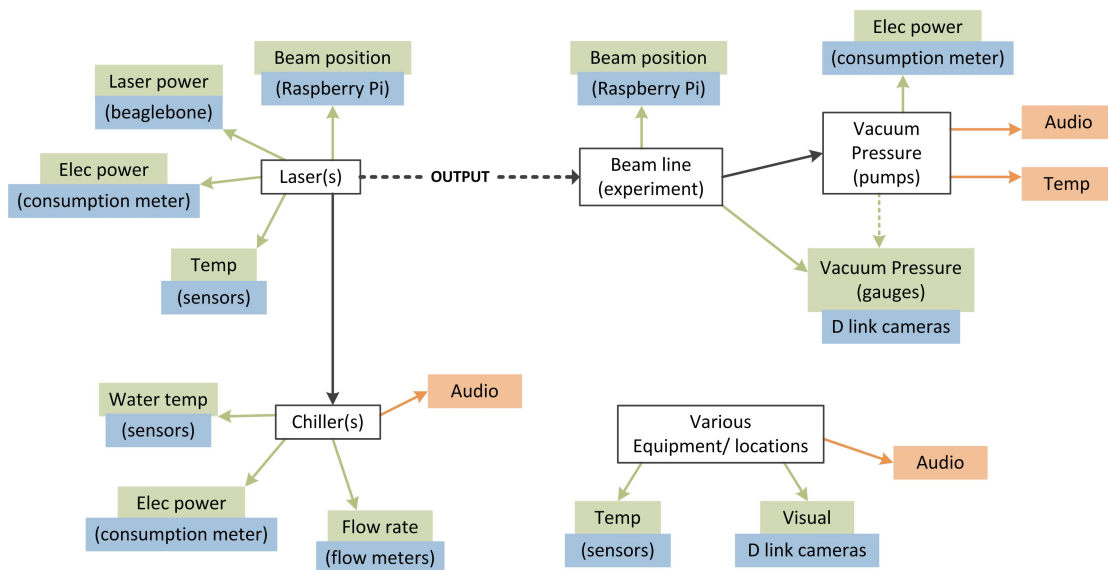 Elec power
(consumption meter)
Beam position
(Raspberry Pi)
Beam position
(Raspberry Pi)
Laser power
(beaglebone)
Audio
Vacuum
Pressure
(pumps)
Elec power
(consumption meter)
Laser(s)
OUTPUT
Beam line
(experiment)
Temp
Temp
(sensors)
Vacuum Pressure
(gauges)
D link cameras
Audio
Water temp
(sensors)
Chiller(s)
Various
Equipment/ locations
Audio
Elec power
(consumption meter)
Flow rate
(flow meters)
Temp
(sensors)
Visual
D link cameras